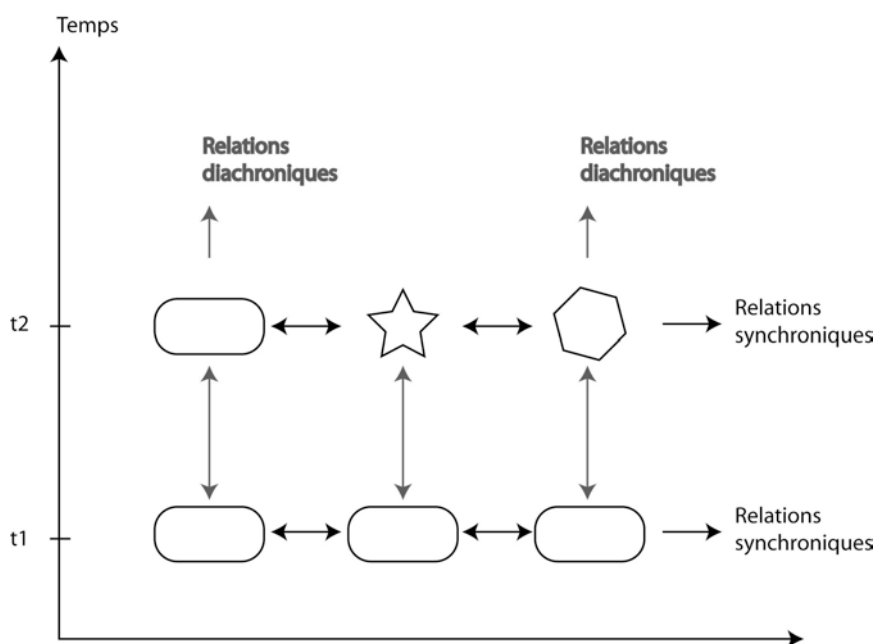 Temps
Relations
diachroniques
Relations
diachroniques
t2
Relations
synchroniques
t1
Relations
synchroniques